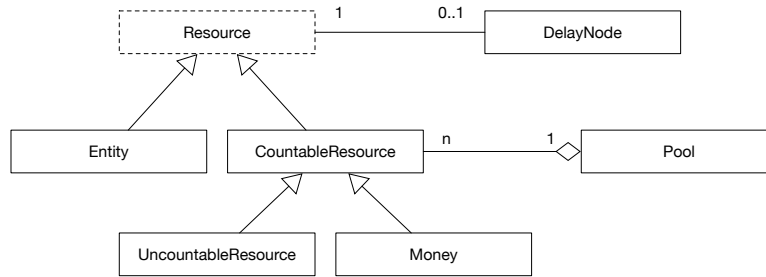 Resource
1
0..1
DelayNode
Entity
CountableResource
n
1
Pool
UncountableResource
Money